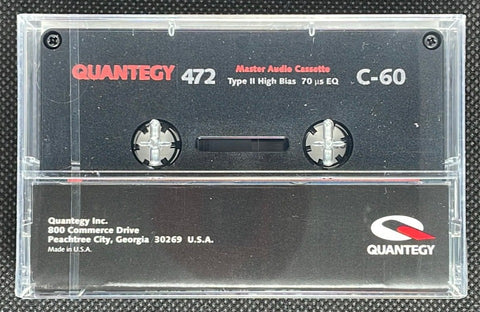 QUANTEGY 472 Master Audio Cassette C-60
Type II High Bias 70 µs EQ
Quantegy Inc.
800 Commerce Drive
Peachtree City, Georgia 30269 U.S.A.
Made in U.S.A.
QUANTEGY